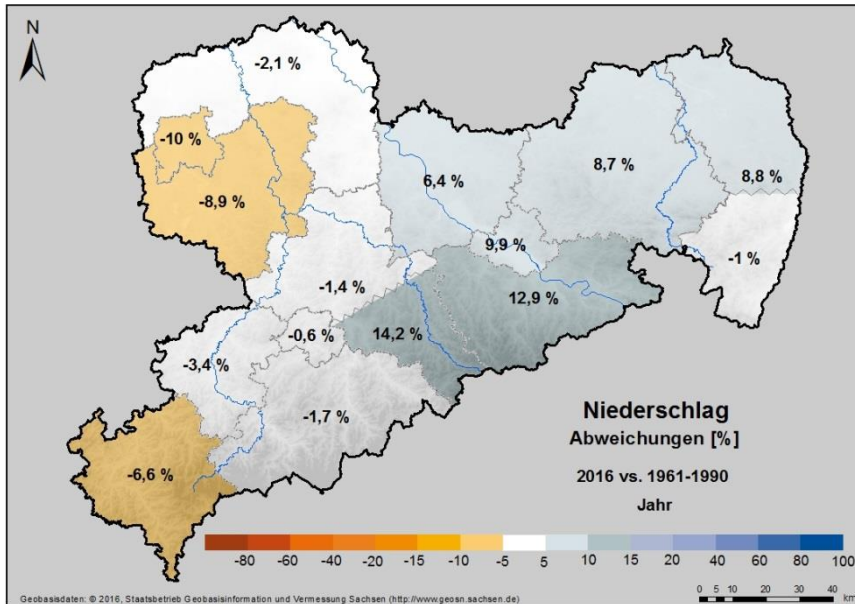 N
-2,1 %
-10 %
-8,9 %
6,4 %
8,7 %
8,8 %
9,9 %
-1 %
-1,4 %
12,9 %
-0,6 %
14,2 %
-3,4 %
-1,7 %
-6,6 %
Niederschlag
Abweichungen [%]
2016 vs. 1961-1990
Jahr
-80 -60 -40 -20 -15 -10 -5 5 10 15 20 40 60 80 100
Geobasisdaten: © 2016, Staatsbetrieb Geobasisinformation und Vermessung Sachsen (http://www.geosn.sachsen.de)
0 5 10 20 30 40
km